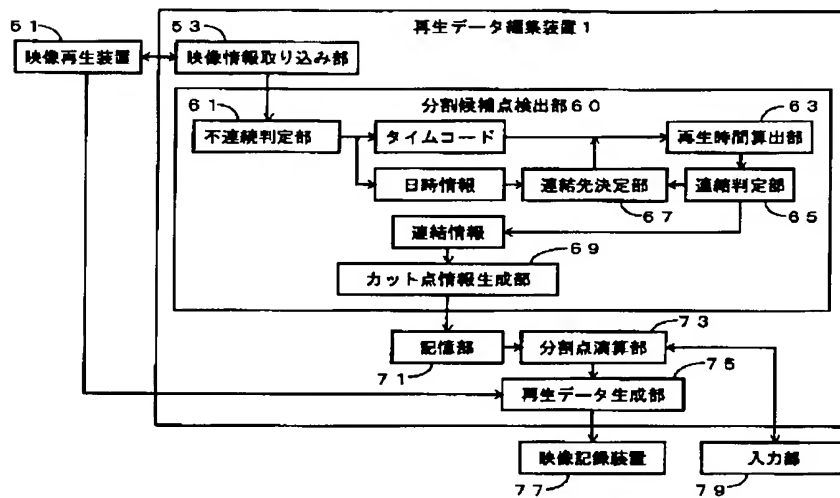 51
53
再生データ編集装置1
映像再生装置
映像情報取り込み部
分割候補点検出部60
61
63
不連続判定部
タイムコード
再生時間算出部
日時情報
連結先決定部
連結判定部
67
65
連結情報
69
カット点情報生成部
73
記憶部
分割点演算部
71
75
再生データ生成部
映像記録装置
入力部
77
79